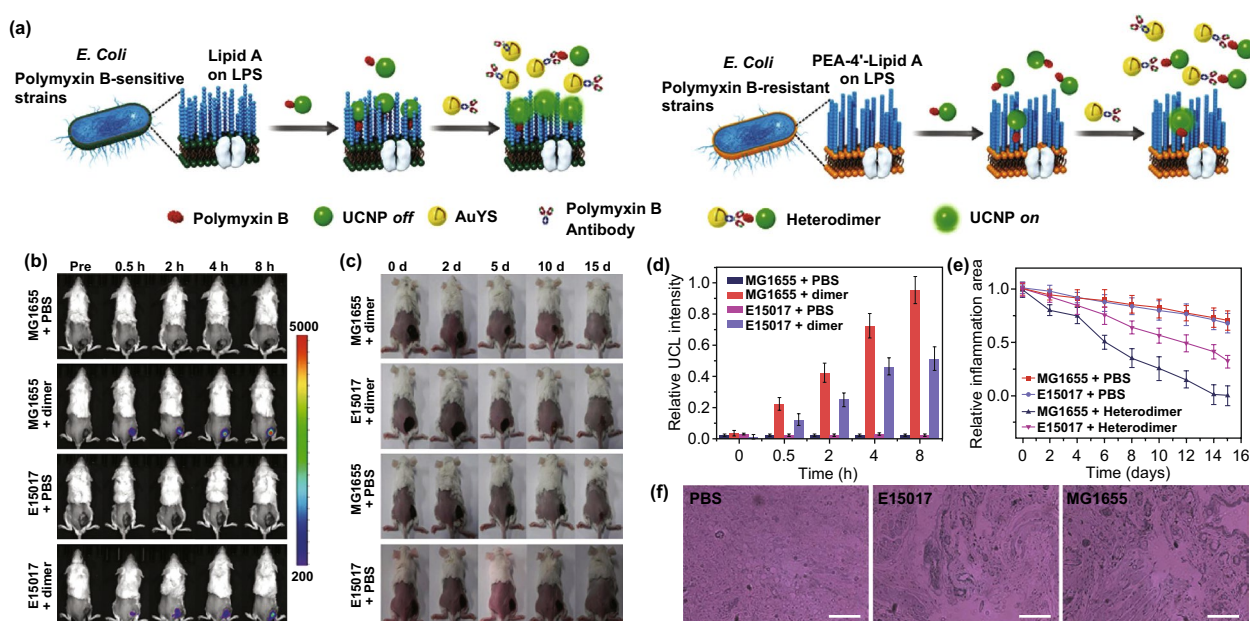 (a)
E. Coli
Polymyxin B-sensitive
strains
Lipid A
on LPS
E. Coli
Polymyxin B-resistant
strains
PEA-4'-Lipid A
on LPS
Polymyxin B
UCNP off
AuYS
Polymyxin B
Antibody
Heterodimer
UCNP on
(b)
Pre 0.5 h 2 h 4 h 8 h
MG1655
+ PBS
MG1655
+ dimer
E15017
+ PBS
E15017
+ dimer
5000
200
(c)
0 d 2 d 5 d 10 d 15 d
MG1655
+ dimer
E15017
+ dimer
MG1655
+ PBS
E15017
+ PBS
(d)
Relative UCL intensity
1.0
0.8
0.6
0.4
0.2
0.0
MG1655 + PBS
MG1655 + dimer
E15017 + PBS
E15017 + dimer
0 0.5 2 4 8
Time (h)
(e)
Relative inflammation area
1.0
0.5
0.0
MG1655 + PBS
E15017 + PBS
MG1655 + Heterodimer
E15017 + Heterodimer
0 2 4 6 8 10 12 14 16
Time (days)
(f)
PBS
E15017
MG1655